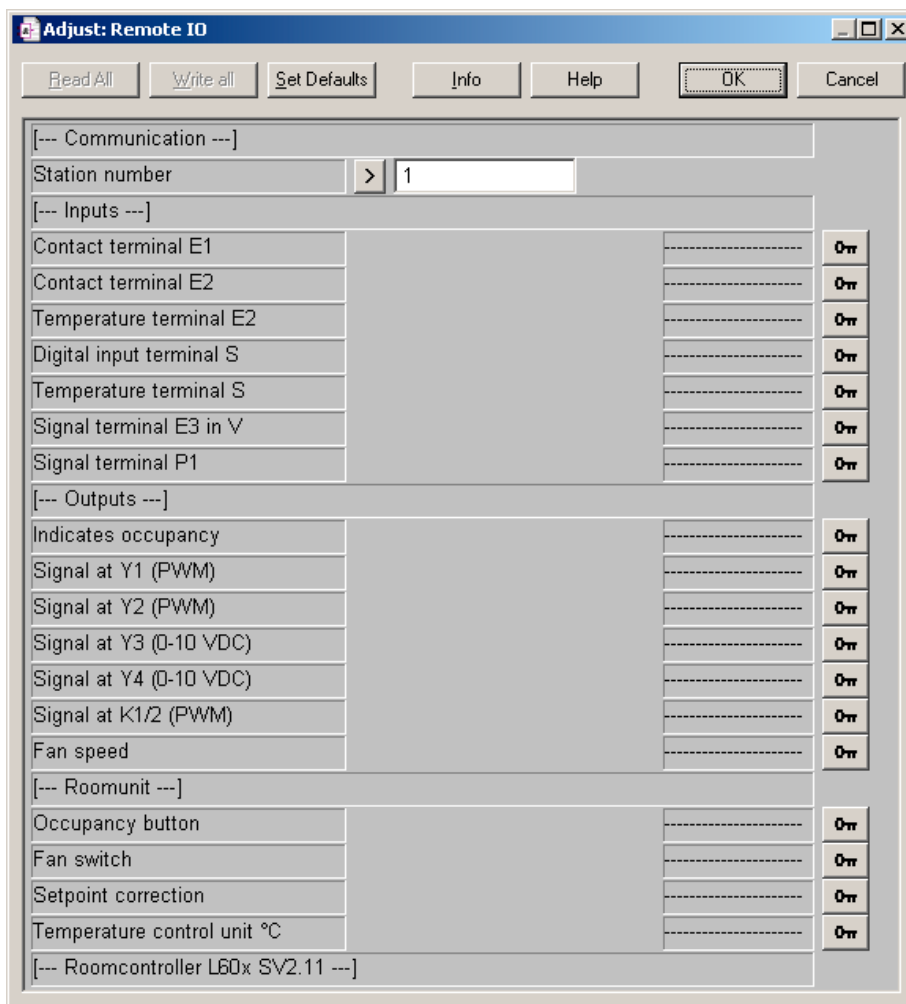 Adjust: Remote IO
Read All Write all Set Defaults Info Help OK Cancel
[--- Communication ---]
Station number > 1
[--- Inputs ---]
Contact terminal E1 ----------------------
Contact terminal E2 ----------------------
Temperature terminal E2 ----------------------
Digital input terminal S ----------------------
Temperature terminal S ----------------------
Signal terminal E3 in V ----------------------
Signal terminal P1 ----------------------
[--- Outputs ---]
Indicates occupancy ----------------------
Signal at Y1 (PWM) ----------------------
Signal at Y2 (PWM) ----------------------
Signal at Y3 (0-10 VDC) ----------------------
Signal at Y4 (0-10 VDC) ----------------------
Signal at K1/2 (PWM) ----------------------
Fan speed ----------------------
[--- Roomunit ---]
Occupancy button ----------------------
Fan switch ----------------------
Setpoint correction ----------------------
Temperature control unit °C ----------------------
[--- Roomcontroller L60x SV2.11 ---]